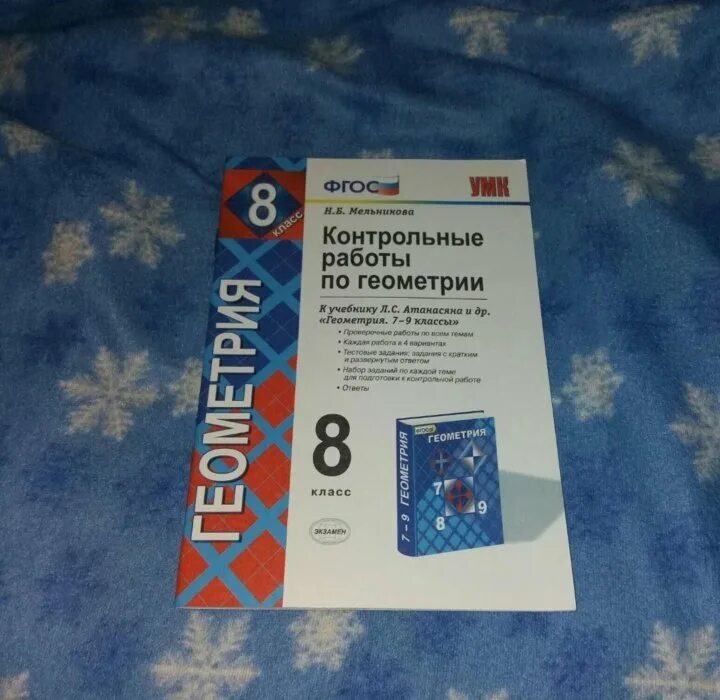 8
класс
ГЕОМЕТРИЯ
ФГОС
УМК
Н.Б. Мельникова
Контрольные
работы
по геометрии
К учебнику Л.С. Атанасяна и др.
«Геометрия. 7–9 классы»
• Проверочные работы по всем темам
• Каждая работа в 4 вариантах
• Тестовые задания; задания с кратким
и развернутым ответом
• Набор заданий по каждой теме
для подготовки к контрольной работе
• Ответы
8
класс
ЭКЗАМЕН
7 – 9 ГЕОМЕТРИЯ
ФГОС
ГЕОМЕТРИЯ
7
8
9